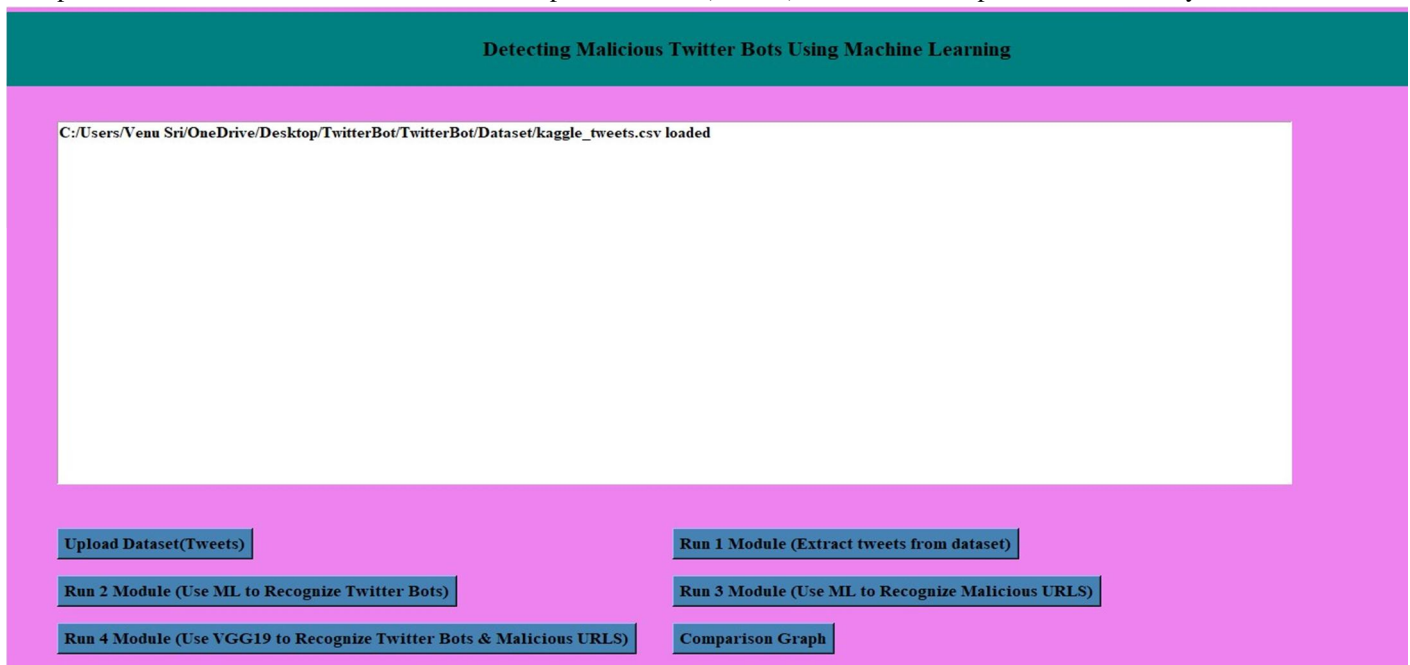 Detecting Malicious Twitter Bots Using Machine Learning
C:/Users/Venu Sri/OneDrive/Desktop/TwitterBot/TwitterBot/Dataset/kaggle_tweets.csv loaded
Upload Dataset(Tweets)
Run 1 Module (Extract tweets from dataset)
Run 2 Module (Use ML to Recognize Twitter Bots)
Run 3 Module (Use ML to Recognize Malicious URLS)
Run 4 Module (Use VGG19 to Recognize Twitter Bots & Malicious URLS)
Comparison Graph